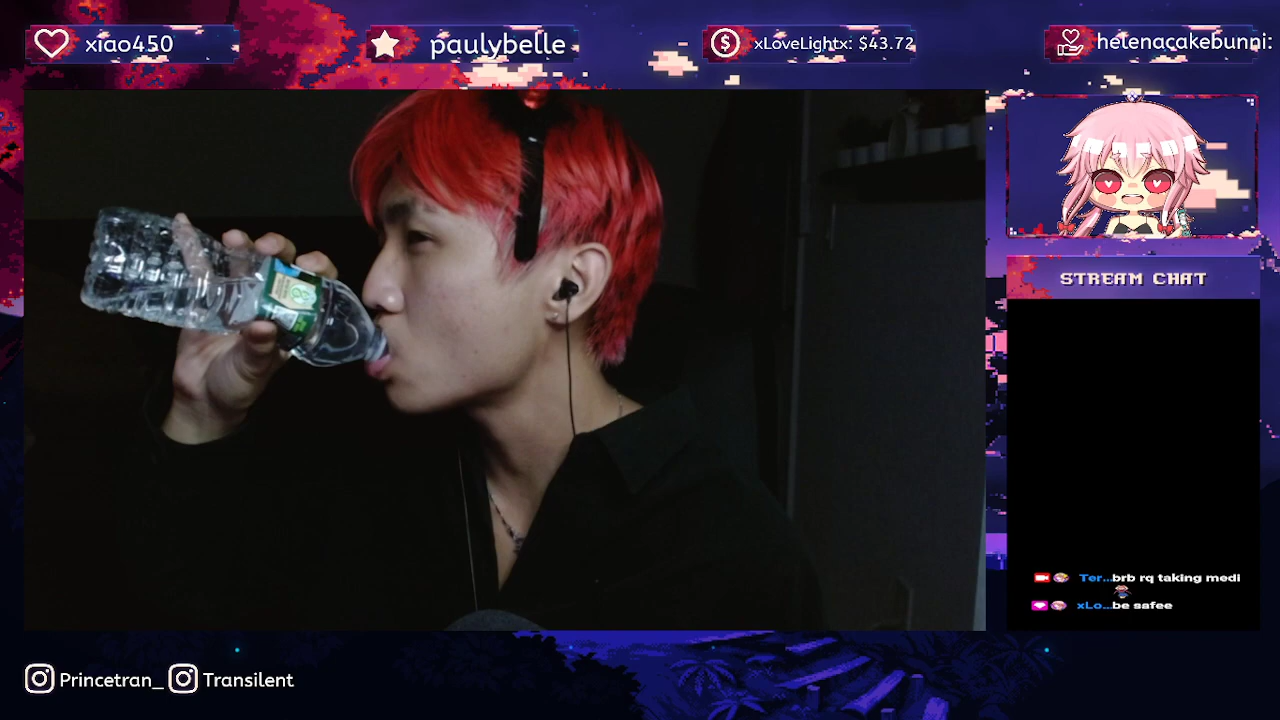 xiao450
paulybelle
xLoveLightx: $43.72
helenacakebunni:
STREAM CHAT
Ter...brb rq taking medi
xLo...be safee
Princetran_ Transilent